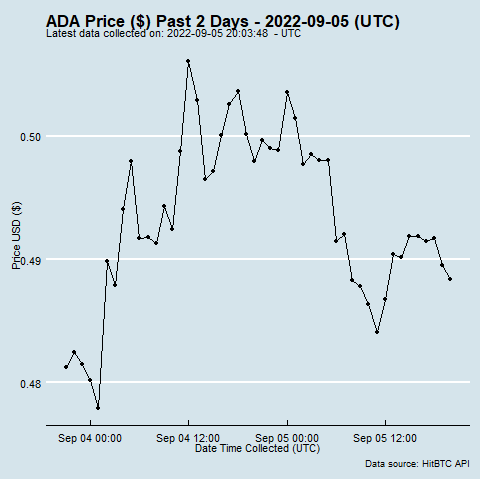 ADA Price ($) Past 2 Days - 2022-09-05 (UTC)
Latest data collected on: 2022-09-05 20:03:48 - UTC
Price USD ($)
0.50
0.49
0.48
Sep 04 00:00 Sep 04 12:00 Sep 05 00:00 Sep 05 12:00
Date Time Collected (UTC)
Data source: HitBTC API